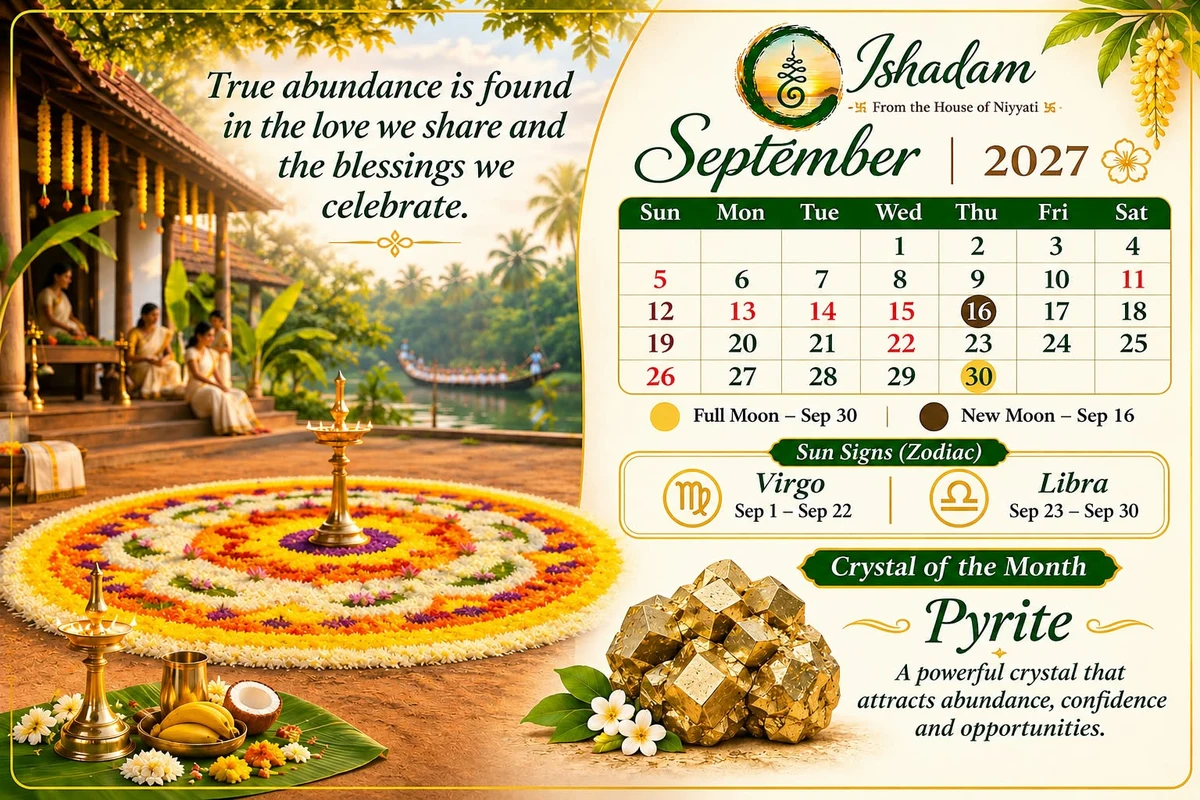 True abundance is found
in the love we share and
the blessings we
celebrate.
Ishadam
卐 From the House of Niyyati 卐
September | 2027
Sun Mon Tue Wed Thu Fri Sat
1 2 3 4
5 6 7 8 9 10 11
12 13 14 15 16 17 18
19 20 21 22 23 24 25
26 27 28 29 30
Full Moon – Sep 30 | New Moon – Sep 16
Sun Signs (Zodiac)
♍ Virgo
Sep 1 – Sep 22
♎ Libra
Sep 23 – Sep 30
Crystal of the Month
Pyrite
A powerful crystal that
attracts abundance, confidence
and opportunities.